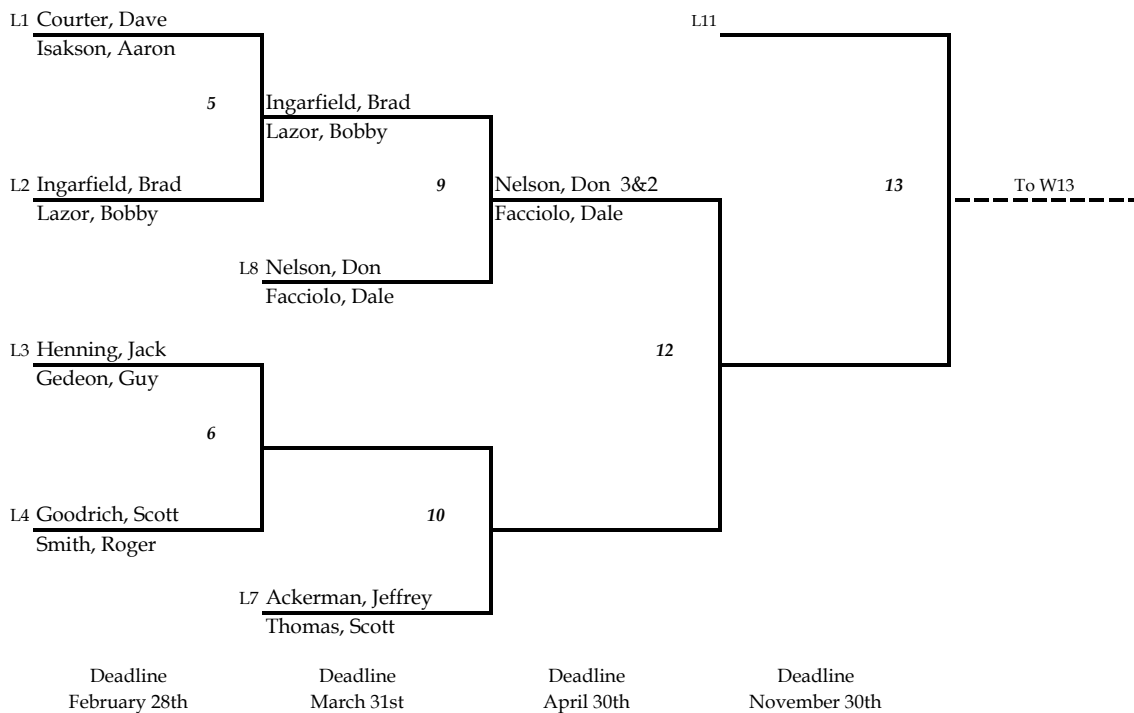 L1 Courter, Dave
Isakson, Aaron
L11
5
Ingarfield, Brad
Lazor, Bobby
L2 Ingarfield, Brad
Lazor, Bobby
9
Nelson, Don 3&2
Facciolo, Dale
13
To W13
L8 Nelson, Don
Facciolo, Dale
L3 Henning, Jack
Gedeon, Guy
12
6
L4 Goodrich, Scott
Smith, Roger
10
L7 Ackerman, Jeffrey
Thomas, Scott
Deadline Deadline Deadline Deadline
February 28th March 31st April 30th November 30th